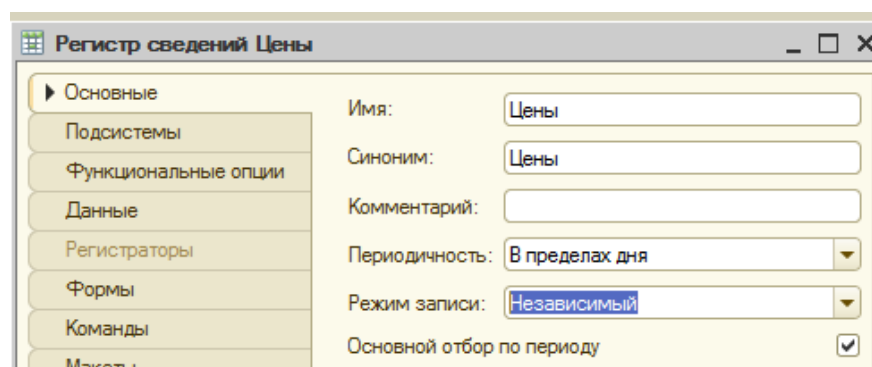 Регистр сведений Цены
Основные
Подсистемы
Функциональные опции
Данные
Регистраторы
Формы
Команды
Макеты
Имя: Цены
Синоним: Цены
Комментарий:
Периодичность: В пределах дня
Режим записи: Независимый
Основной отбор по периоду